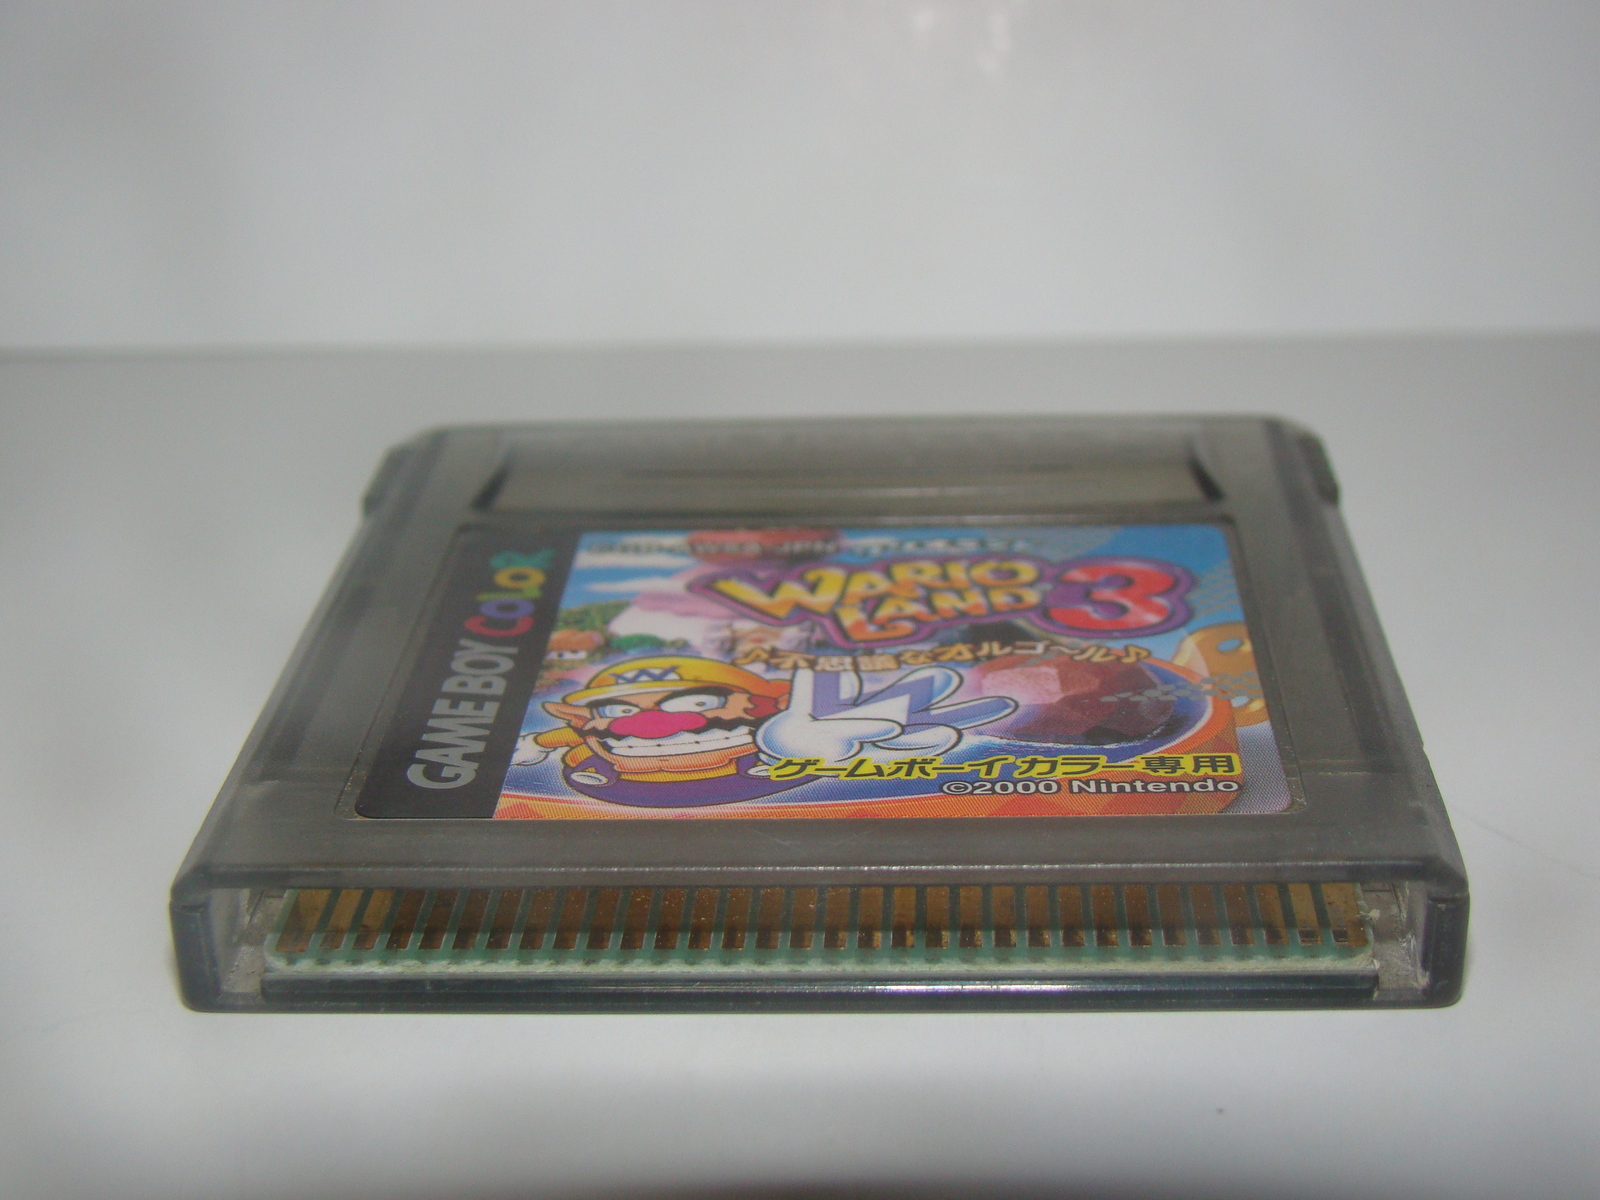 GAME BOY COLOR
WARIO
LAND 3
♪不思議なオルゴ〜ル♪
W
ゲームボーイカラー専用
©2000 Nintendo